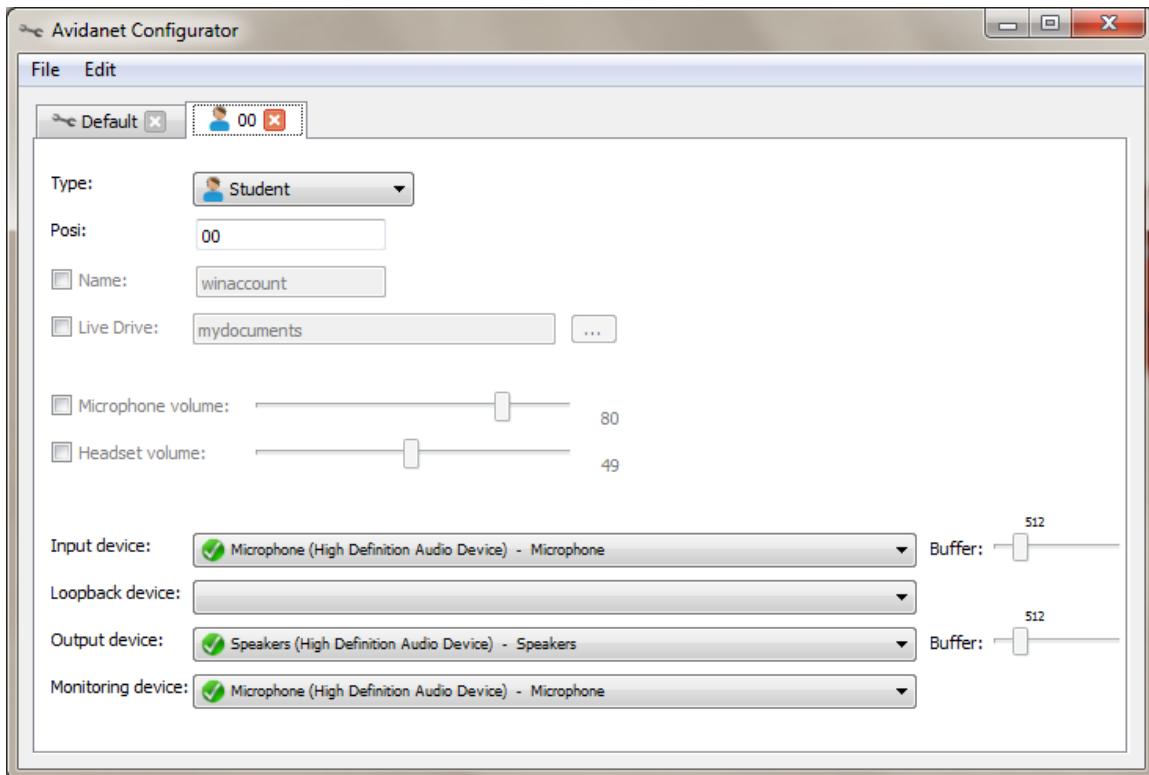 Avidanet Configurator
File Edit
Default 00
Type: Student
Posi: 00
Name: winaccount
Live Drive: mydocuments ...
Microphone volume: 80
Headset volume: 49
512
Input device: Microphone (High Definition Audio Device) - Microphone Buffer:
Loopback device:
512
Output device: Speakers (High Definition Audio Device) - Speakers Buffer:
Monitoring device: Microphone (High Definition Audio Device) - Microphone